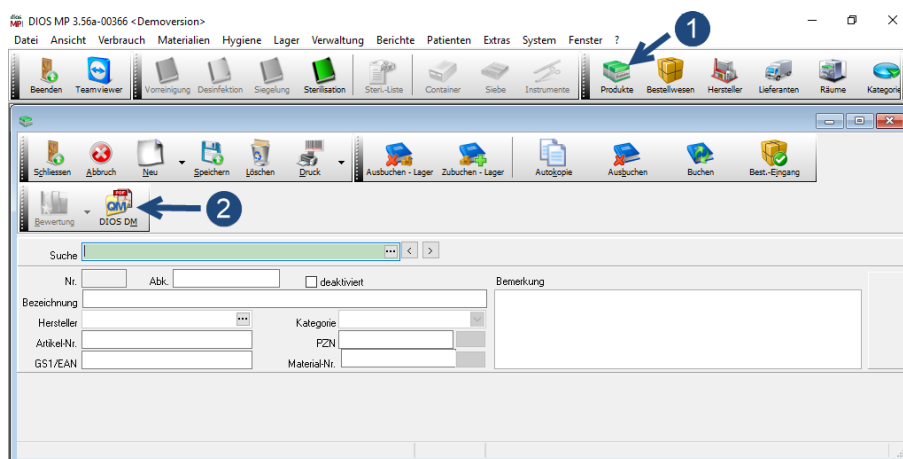 DIOS MP 3.56a-00366 <Demoversion>
Datei Ansicht Verbrauch Materialien Hygiene Lager Verwaltung Berichte Patienten Extras System Fenster ?
1
Beenden Teamviewer Vorreinigung Desinfektion Siegelung Sterilisation Steri.-Liste Container Siebe Instrumente Produkte Bestellwesen Hersteller Lieferanten Räume Kategorie
Schliessen Abbruch Neu Speichern Löschen Druck Ausbuchen - Lager Zubuchen - Lager Autokopie Ausbuchen Buchen Best.-Eingang
Bewertung DIOS DM 2
Suche ... < >
Nr. Abk. deaktiviert Bemerkung
Bezeichnung
Hersteller ... Kategorie
Artikel-Nr. PZN
GS1/EAN Material-Nr.